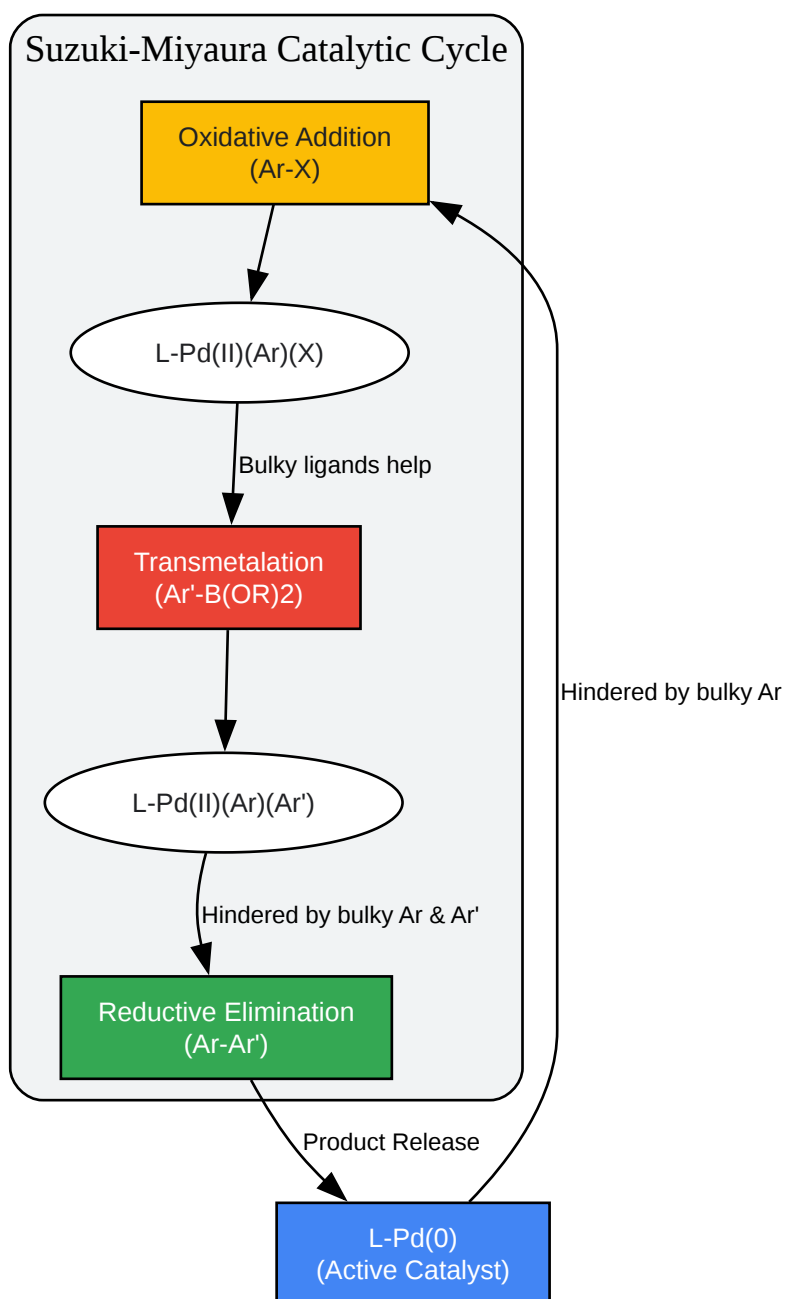 Suzuki-Miyaura Catalytic Cycle
Oxidative Addition
(Ar-X)
L-Pd(II)(Ar)(X)
Bulky ligands help
Transmetalation
(Ar'-B(OR)2)
Hindered by bulky Ar
L-Pd(II)(Ar)(Ar')
Hindered by bulky Ar & Ar'
Reductive Elimination
(Ar-Ar')
Product Release
L-Pd(0)
(Active Catalyst)